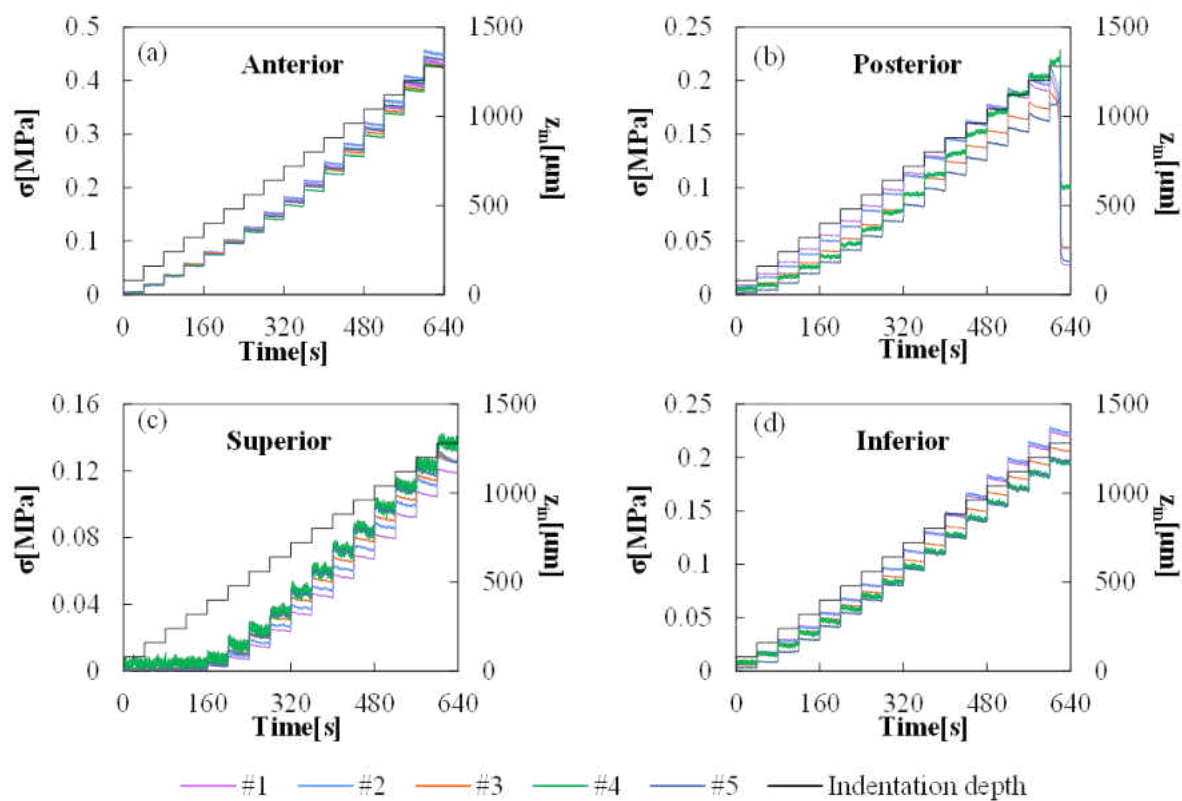 (a) Anterior
σ[MPa]
0.5
0.4
0.3
0.2
0.1
0
1500
1000
500
0
zm[μm]
0 160 320 480 640
Time[s]
(b) Posterior
σ[MPa]
0.25
0.2
0.15
0.1
0.05
0
1500
1000
500
0
zm[μm]
0 160 320 480 640
Time[s]
(c) Superior
σ[MPa]
0.16
0.12
0.08
0.04
0
1500
1000
500
0
zm[μm]
0 160 320 480 640
Time[s]
(d) Inferior
σ[MPa]
0.25
0.2
0.15
0.1
0.05
0
1500
1000
500
0
zm[μm]
0 160 320 480 640
Time[s]
#1 #2 #3 #4 #5 Indentation depth